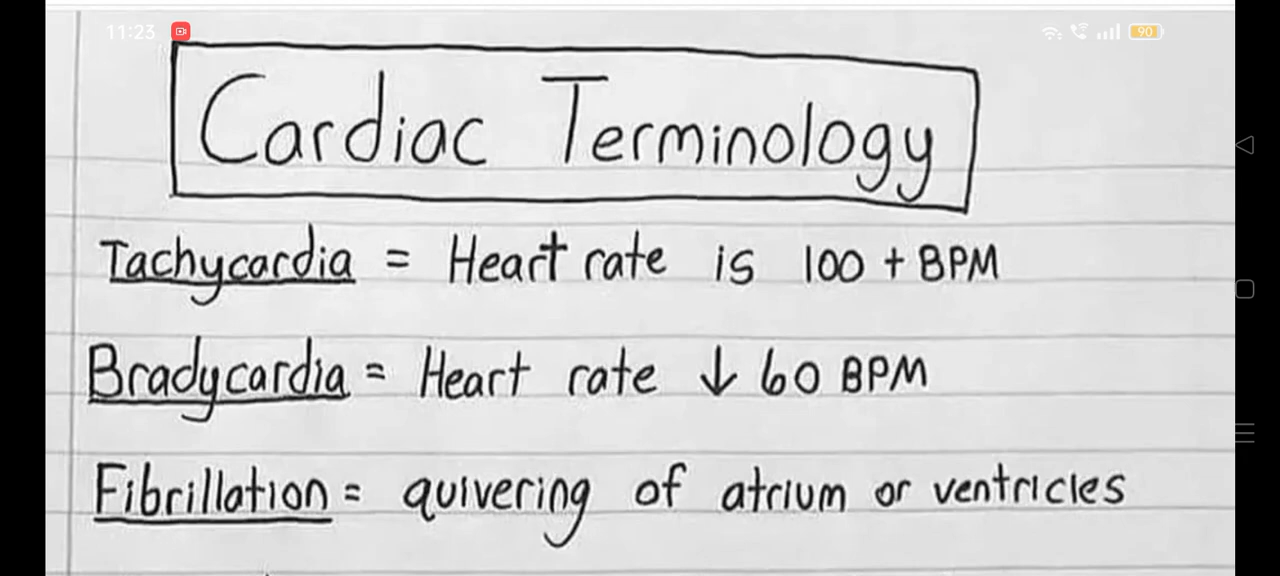 11:23
90
Cardiac Terminology
Tachycardia = Heart rate is 100 + BPM
Bradycardia = Heart rate ↓ 60 BPM
Fibrillation = quivering of atrium or ventricles